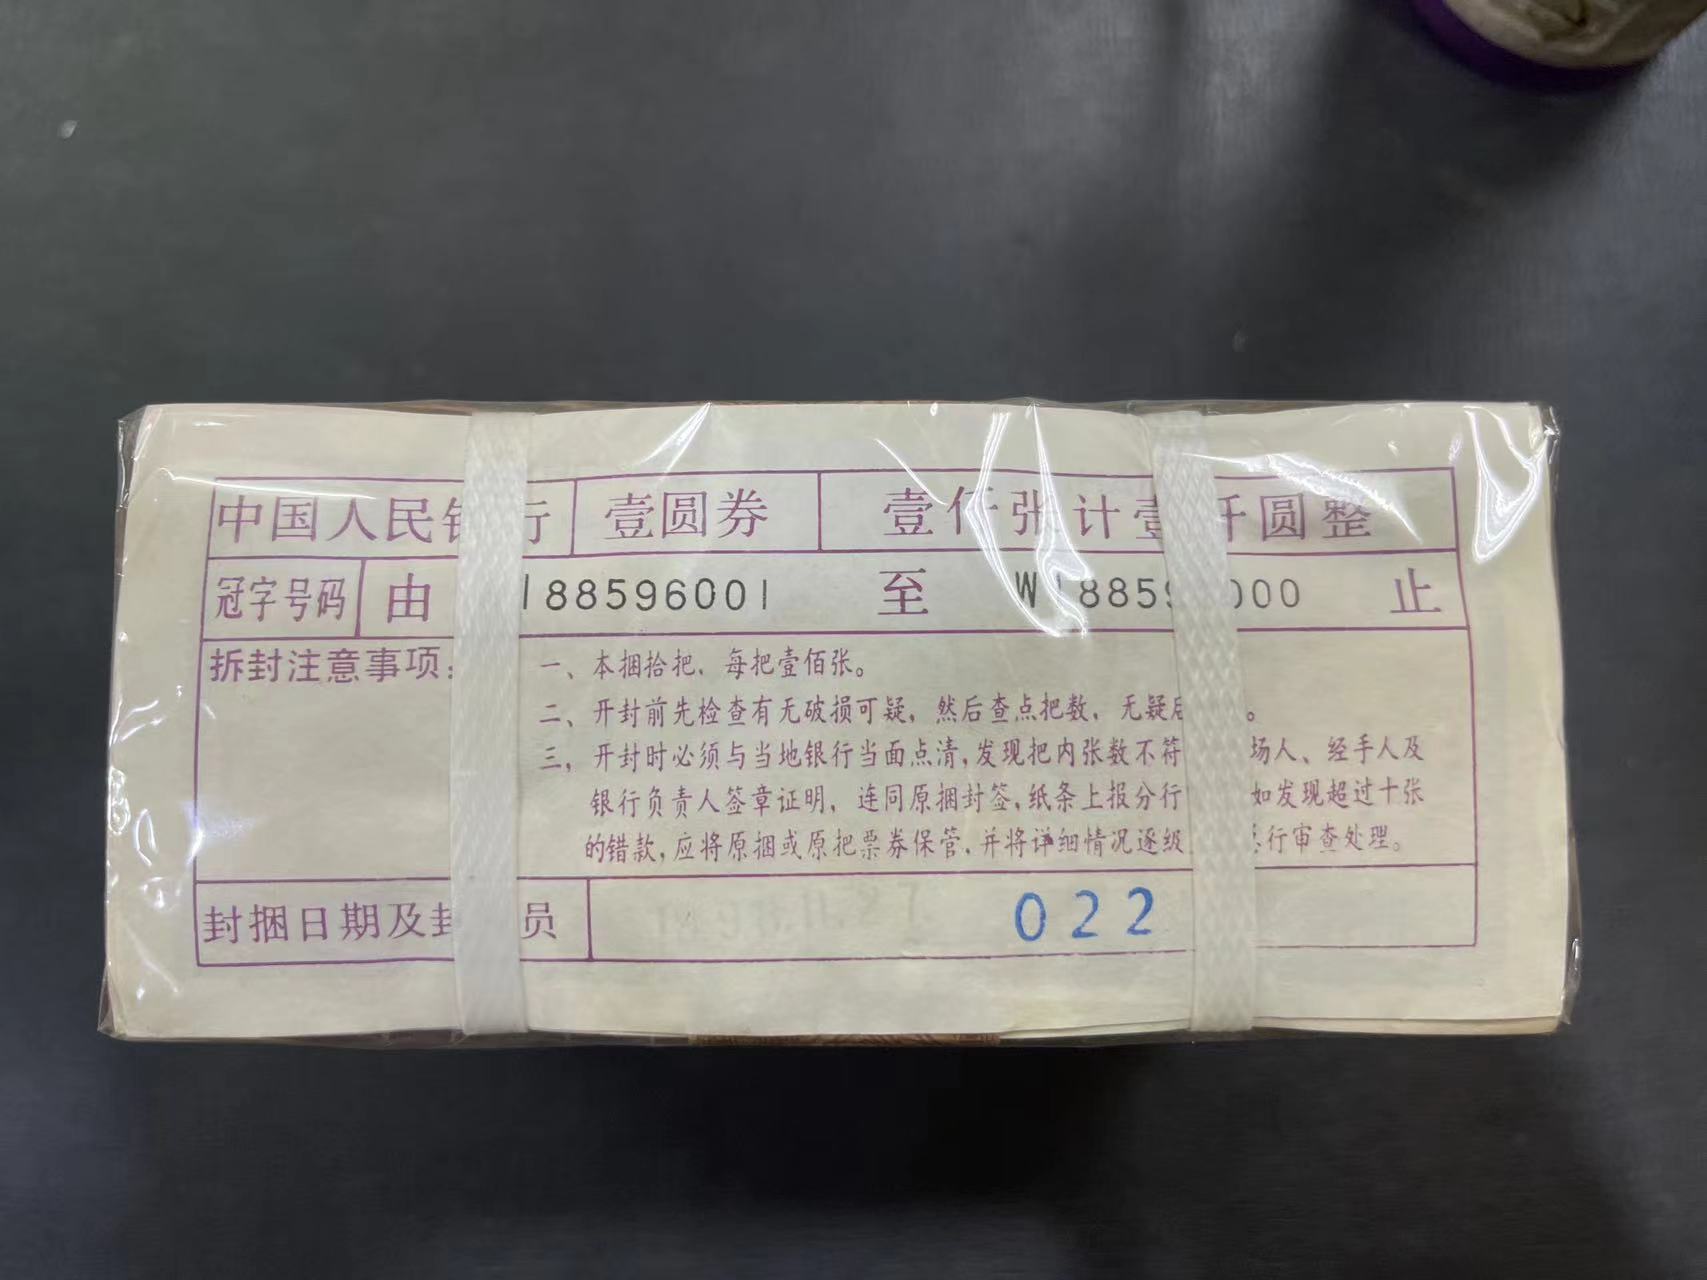 中国人民银行 壹圆券 壹仟张计壹仟圆整
冠字号码 由 188596001 至 W18859 000 止
拆封注意事项：
一、本捆拾把，每把壹佰张。
二、开封前先检查有无破损可疑，然后查点把数，无疑后 。
三、开封时必须与当地银行当面点清，发现把内张数不符 场人、经手人及
银行负责人签章证明，连同原捆封签，纸条上报分行 如发现超过十张
的错款，应将原捆或原把票券保管，并将详细情况逐级 行审查处理。
封捆日期及封 员 022